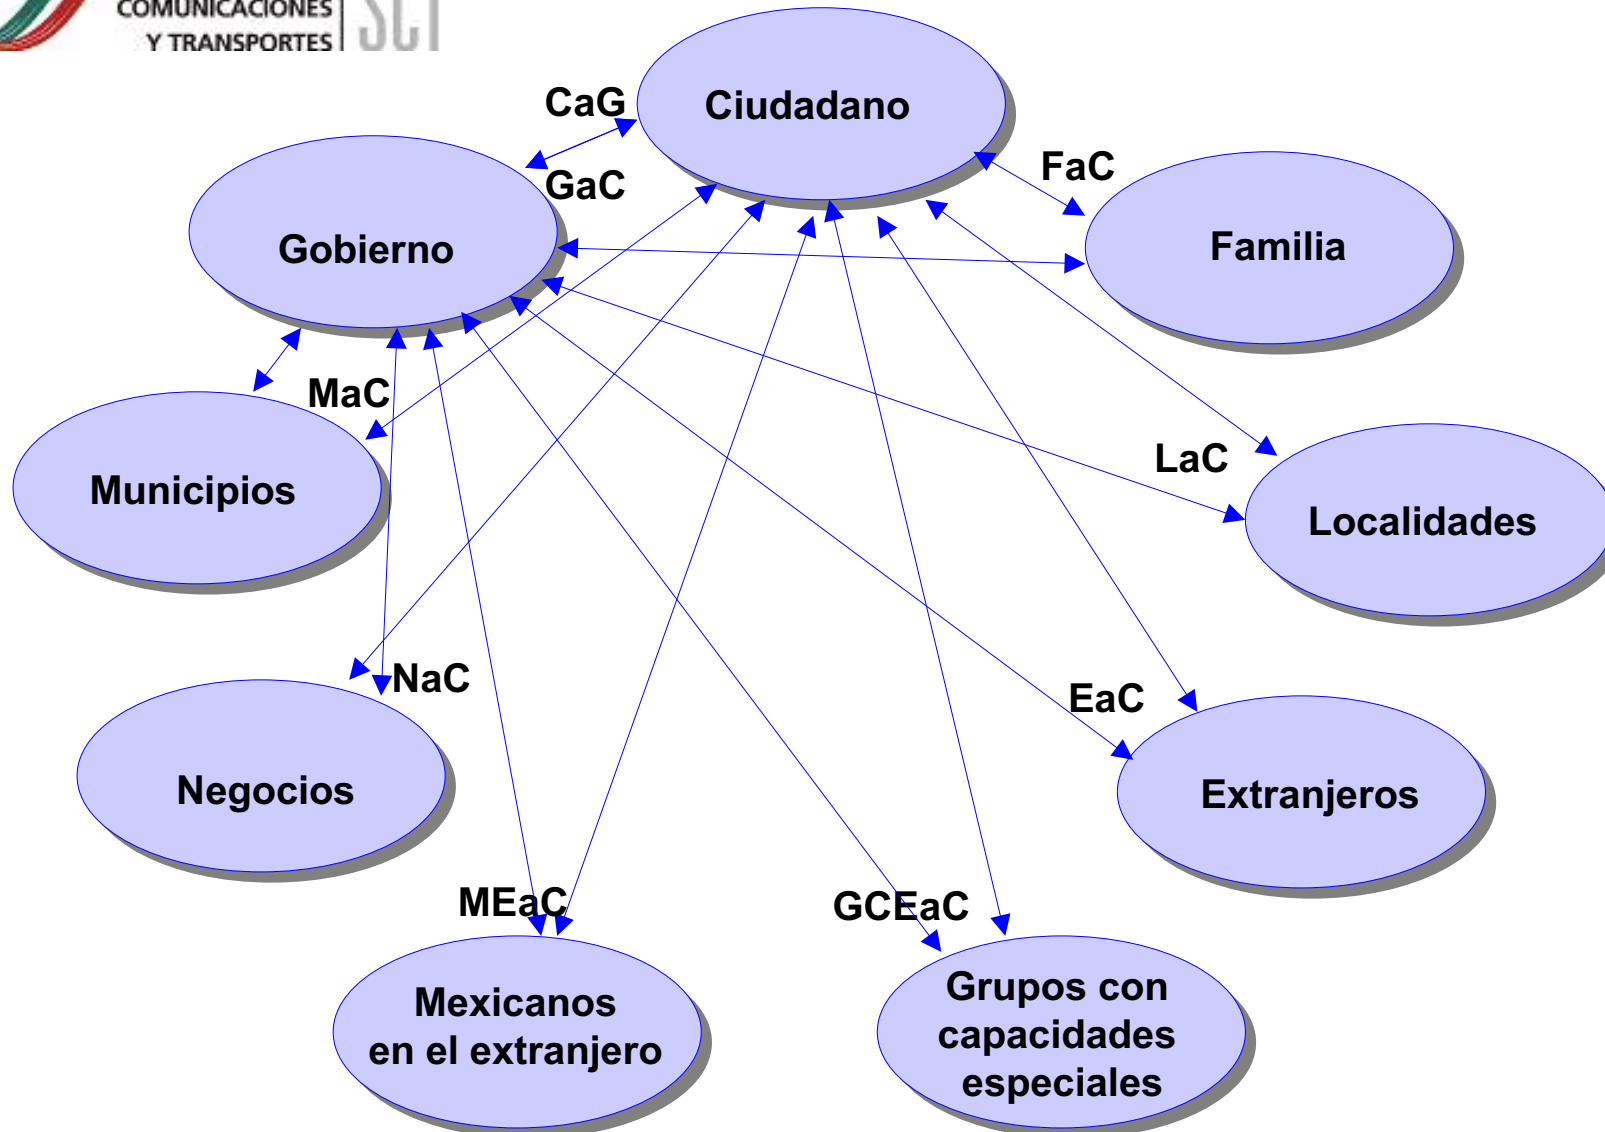 COMUNICACIONES
Y TRANSPORTES
SCT
CaG
Ciudadano
FaC
GaC
Gobierno
Familia
MaC
LaC
Municipios
Localidades
NaC
EaC
Negocios
Extranjeros
MEaC
GCEaC
Mexicanos
en el extranjero
Grupos con
capacidades
especiales